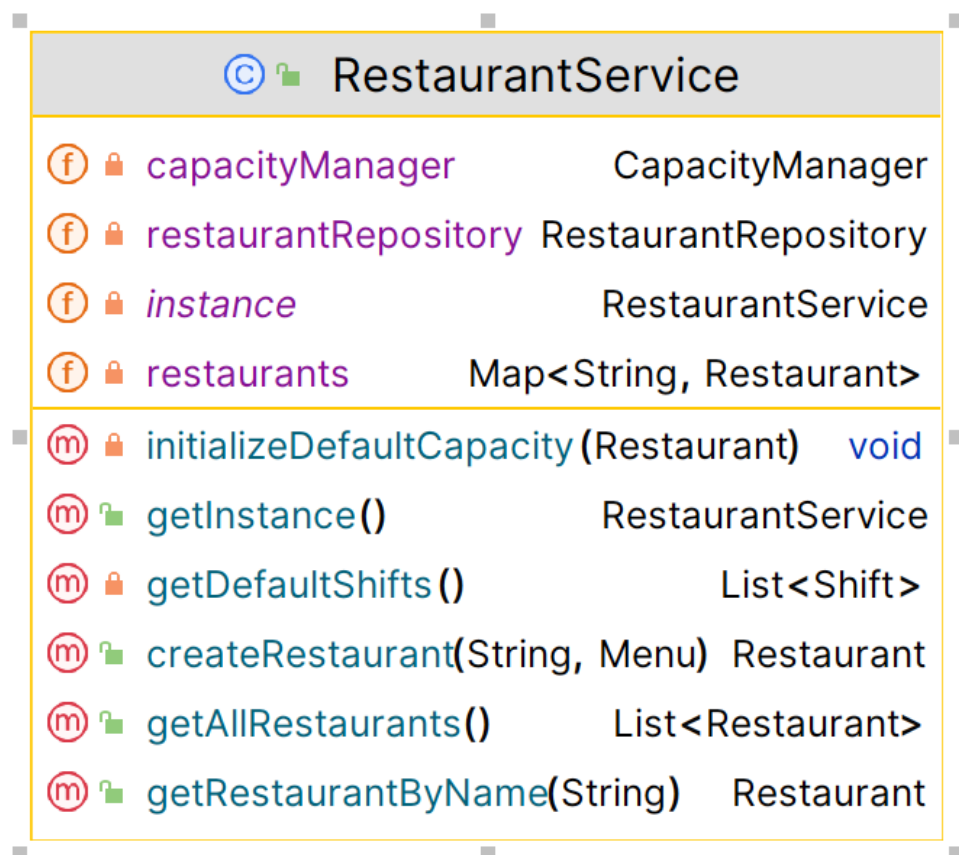 C RestaurantService
f capacityManager CapacityManager
f restaurantRepository RestaurantRepository
f instance RestaurantService
f restaurants Map<String, Restaurant>
m initializeDefaultCapacity(Restaurant) void
m getInstance() RestaurantService
m getDefaultShifts() List<Shift>
m createRestaurant(String, Menu) Restaurant
m getAllRestaurants() List<Restaurant>
m getRestaurantByName(String) Restaurant